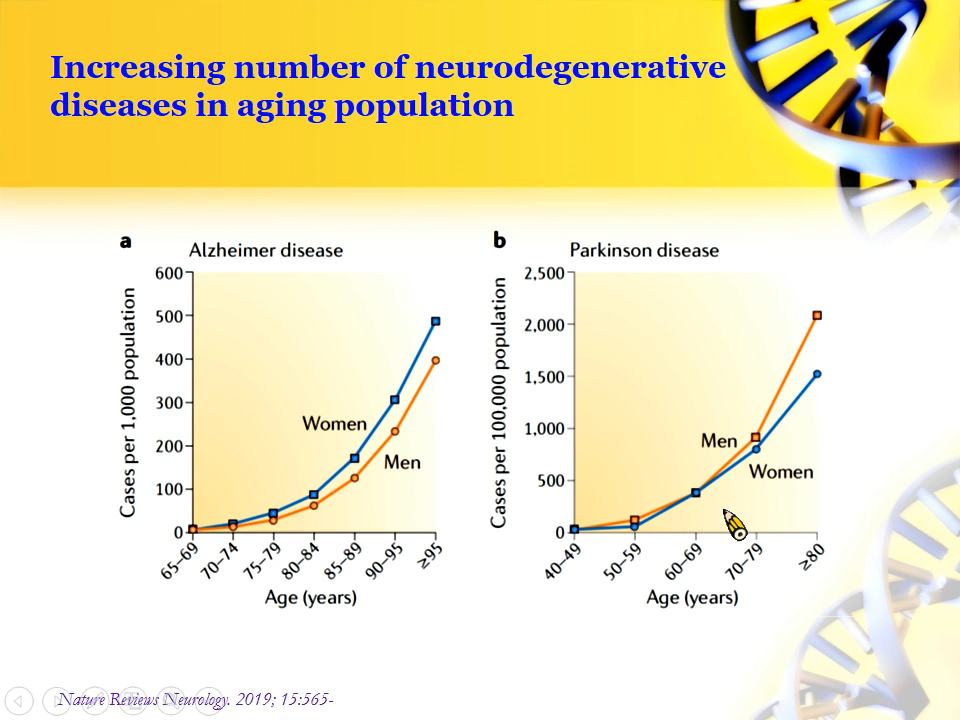 Increasing number of neurodegenerative
diseases in aging population
a
Alzheimer disease
Cases per 1,000 population
600
500
400
300
200
100
0
Women
Men
65–69
70–74
75–79
80–84
85–89
90–95
≥95
Age (years)
b
Parkinson disease
Cases per 100,000 population
2,500
2,000
1,500
1,000
500
0
Men
Women
40–49
50–59
60–69
70–79
≥80
Age (years)
Nature Reviews Neurology. 2019; 15:565-